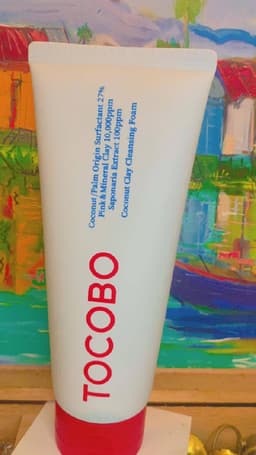 Coconut/Palm Origin Surfactant 27%
Pink & Mineral Clay 10,000ppm
Saponaria Extract 100ppm
Coconut Clay Cleansing Foam
TOCOBO